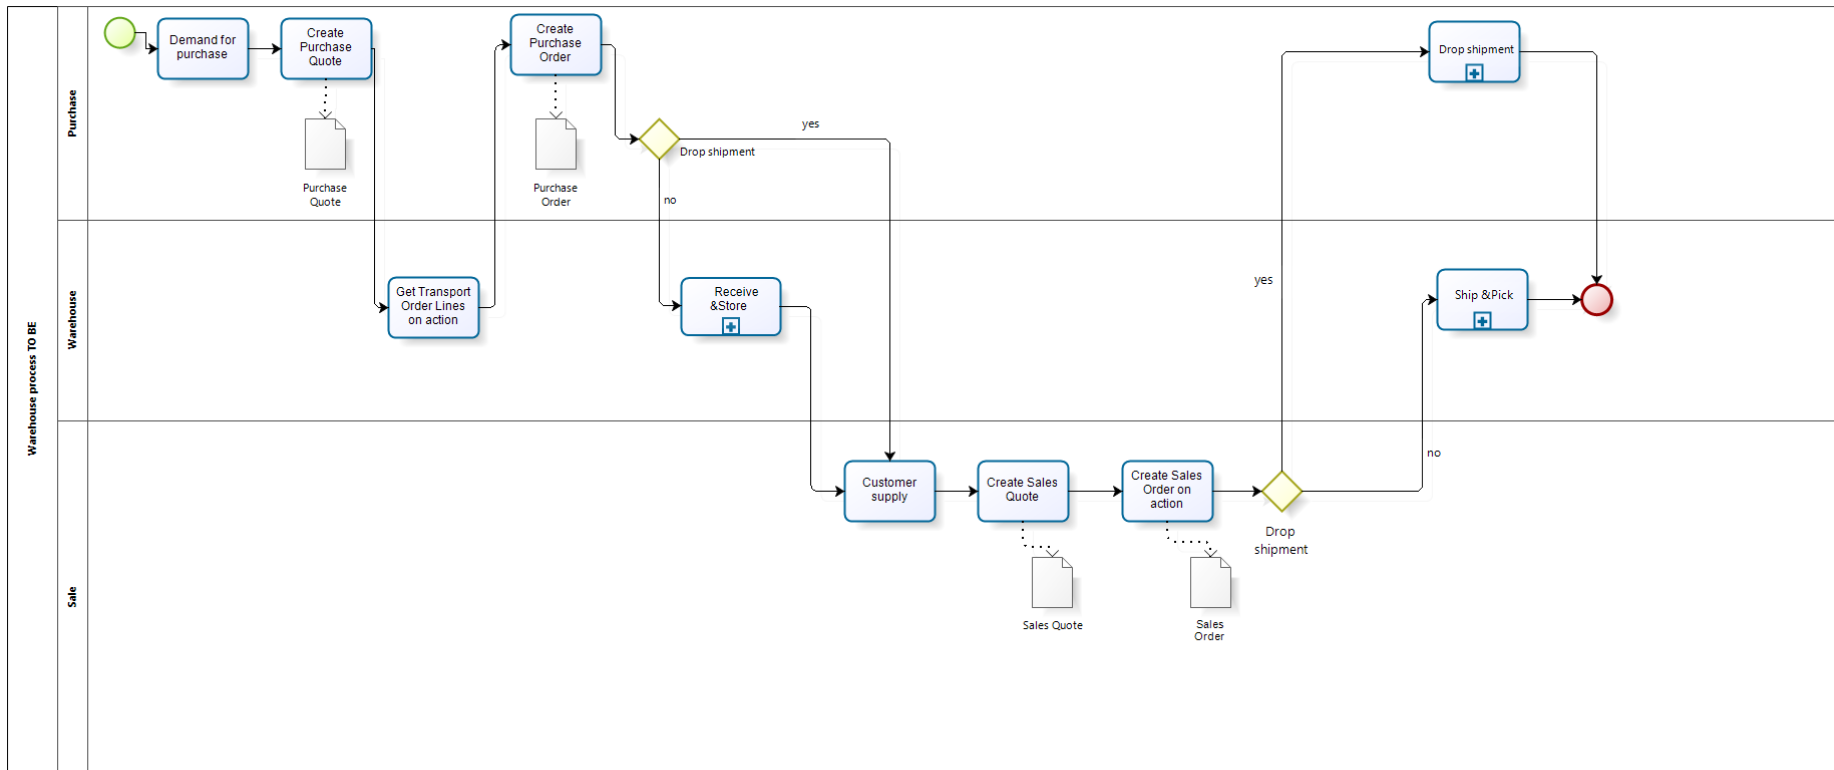 Warehouse process TO BE
Purchase
Demand for
purchase
Create
Purchase
Quote
Purchase
Quote
Create
Purchase
Order
Purchase
Order
Drop shipment
yes
no
Drop shipment
Warehouse
Get Transport
Order Lines
on action
Receive
&Store
yes
Ship &Pick
Sale
Customer
supply
Create Sales
Quote
Sales Quote
Create Sales
Order on
action
Sales
Order
Drop
shipment
no